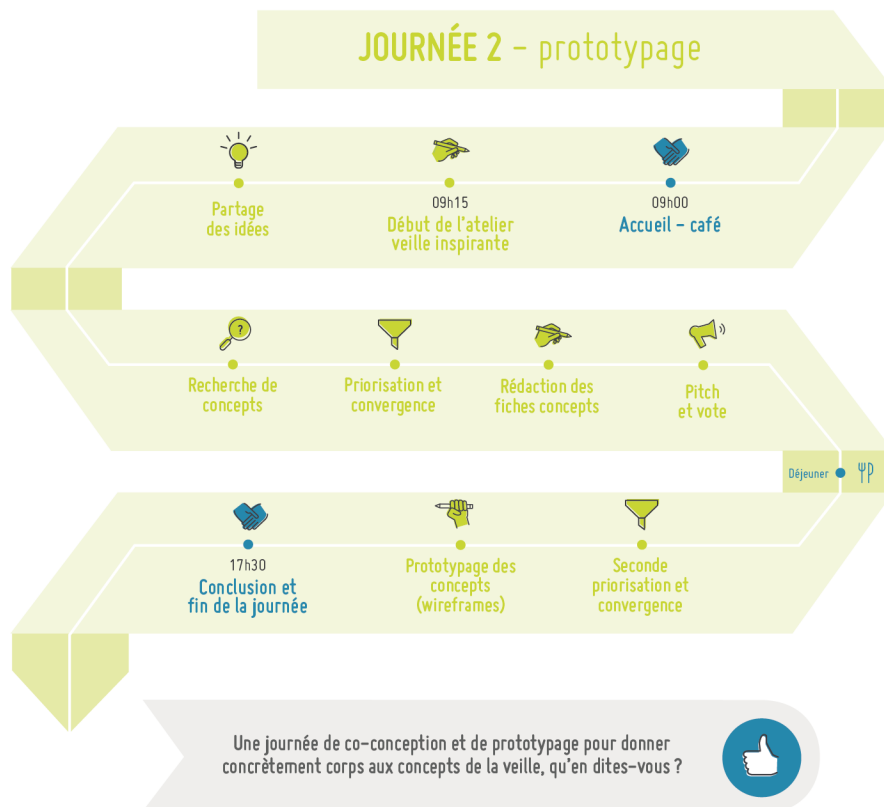 JOURNÉE 2 - prototypage
09h00
Accueil - café
09h15
Début de l'atelier
veille inspirante
Partage
des idées
?
Recherche de
concepts
Priorisation et
convergence
Rédaction des
fiches concepts
Pitch
et vote
Déjeuner
Seconde
priorisation et
convergence
Prototypage des
concepts
(wireframes)
17h30
Conclusion et
fin de la journée
Une journée de co-conception et de prototypage pour donner
concrètement corps aux concepts de la veille, qu'en dites-vous ?